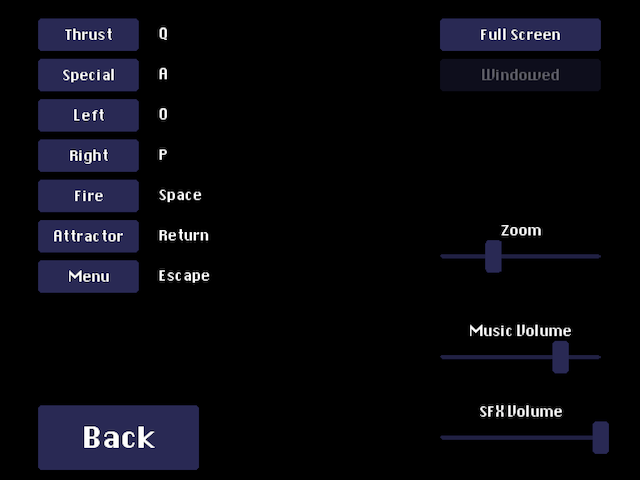 Thrust Q
Special A
Left O
Right P
Fire Space
Attractor Return
Menu Escape
Back
Full Screen
Windowed
Zoom
Music Volume
SFX Volume